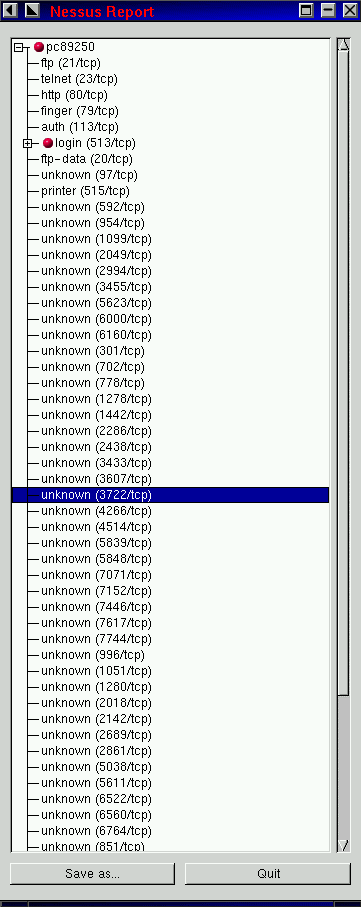 Nessus Report
pc89250
ftp (21/tcp)
telnet (23/tcp)
http (80/tcp)
finger (79/tcp)
auth (113/tcp)
login (513/tcp)
ftp-data (20/tcp)
unknown (97/tcp)
printer (515/tcp)
unknown (592/tcp)
unknown (954/tcp)
unknown (1099/tcp)
unknown (2049/tcp)
unknown (2994/tcp)
unknown (3455/tcp)
unknown (5623/tcp)
unknown (6000/tcp)
unknown (6160/tcp)
unknown (301/tcp)
unknown (702/tcp)
unknown (778/tcp)
unknown (1278/tcp)
unknown (1442/tcp)
unknown (2286/tcp)
unknown (2438/tcp)
unknown (3433/tcp)
unknown (3607/tcp)
unknown (3722/tcp)
unknown (4266/tcp)
unknown (4514/tcp)
unknown (5839/tcp)
unknown (5848/tcp)
unknown (7071/tcp)
unknown (7152/tcp)
unknown (7446/tcp)
unknown (7617/tcp)
unknown (7744/tcp)
unknown (996/tcp)
unknown (1051/tcp)
unknown (1280/tcp)
unknown (2018/tcp)
unknown (2142/tcp)
unknown (2689/tcp)
unknown (2861/tcp)
unknown (5038/tcp)
unknown (5611/tcp)
unknown (6522/tcp)
unknown (6560/tcp)
unknown (6764/tcp)
unknown (851/tcp)
Save as... Quit